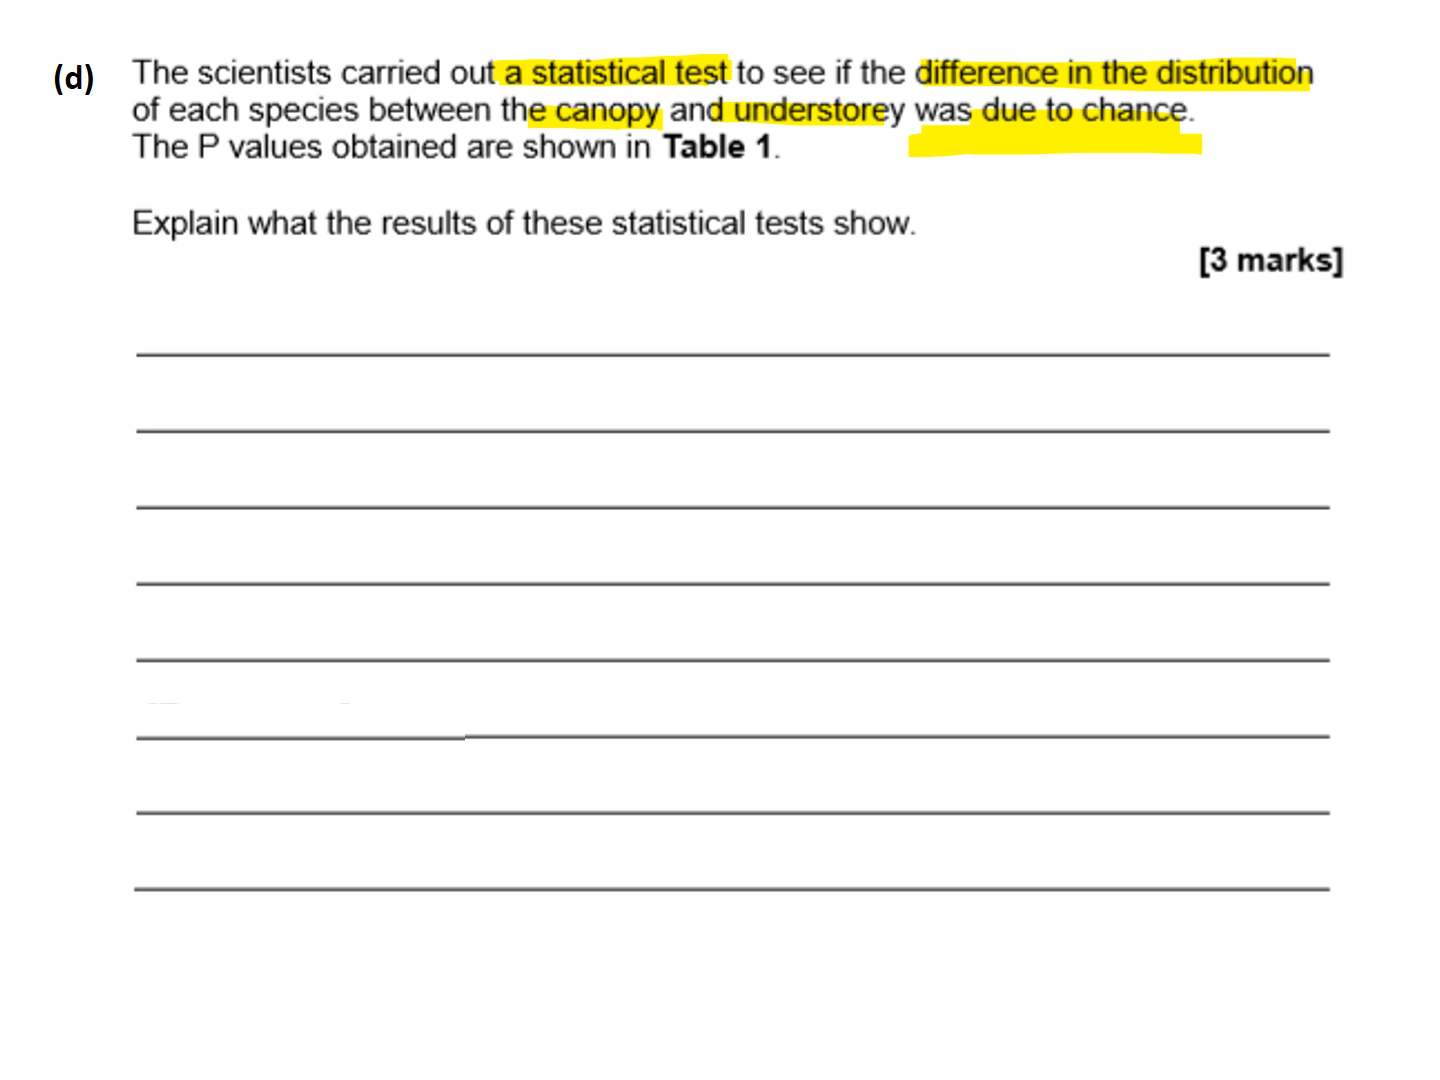 (d) The scientists carried out a statistical test to see if the difference in the distribution
of each species between the canopy and understorey was due to chance.
The P values obtained are shown in Table 1.
Explain what the results of these statistical tests show.
[3 marks]